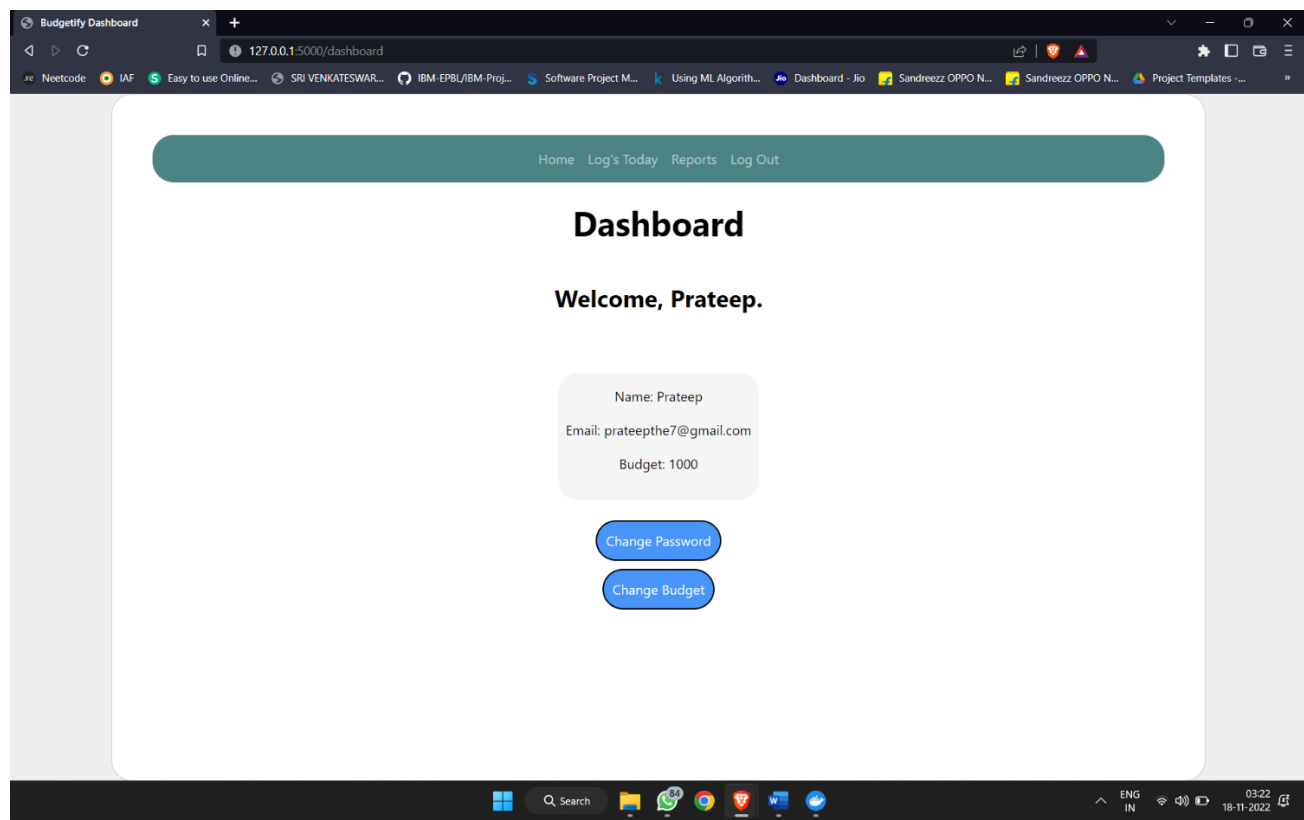 Budgetify Dashboard
127.0.0.1:5000/dashboard
Neetcode IAF Easy to use Online... SRI VENKATESWAR... IBM-EPBL/IBM-Proj... Software Project M... Using ML Algorith... Dashboard - Jio Sandreezz OPPO N... Sandreezz OPPO N... Project Templates -... »
Home Log's Today Reports Log Out
Dashboard
Welcome, Prateep.
Name: Prateep
Email: prateepthe7@gmail.com
Budget: 1000
Change Password
Change Budget
Search 84 ENG IN 03:22 18-11-2022